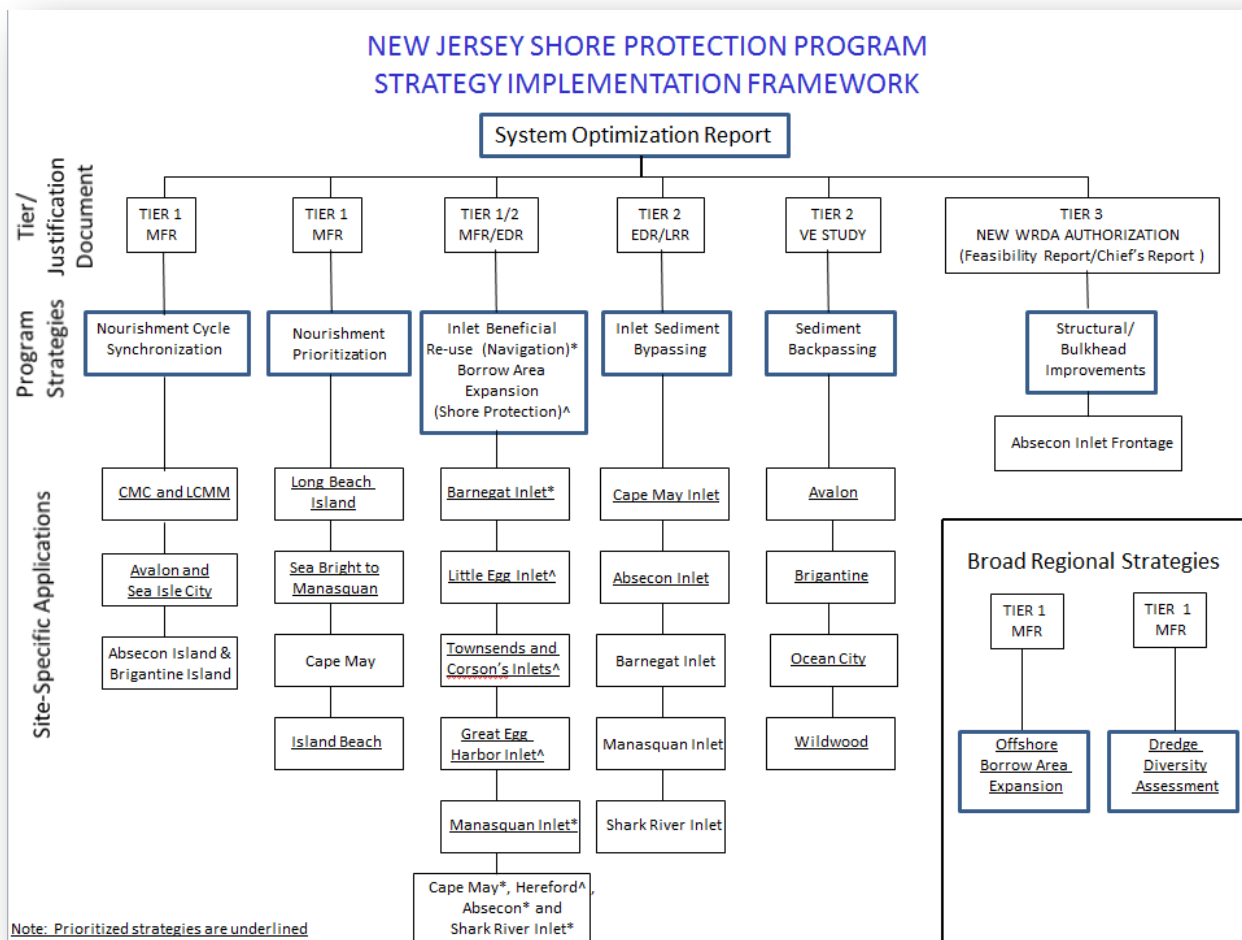 NEW JERSEY SHORE PROTECTION PROGRAM
STRATEGY IMPLEMENTATION FRAMEWORK
System Optimization Report
Tier/
Justification
Document
TIER 1
MFR
TIER 1
MFR
TIER 1/2
MFR/EDR
TIER 2
EDR/LRR
TIER 2
VE STUDY
TIER 3
NEW WRDA AUTHORIZATION
(Feasibility Report/Chief's Report )
Program
Strategies
Nourishment Cycle
Synchronization
Nourishment
Prioritization
Inlet Beneficial
Re-use (Navigation)*
Borrow Area
Expansion
(Shore Protection)^
Inlet Sediment
Bypassing
Sediment
Backpassing
Structural/
Bulkhead
Improvements
Absecon Inlet Frontage
Site-Specific Applications
CMC and LCMM
Avalon and
Sea Isle City
Absecon Island &
Brigantine Island
Long Beach
Island
Sea Bright to
Manasquan
Cape May
Island Beach
Barnegat Inlet*
Little Egg Inlet^
Townsends and
Corson's Inlets^
Great Egg
Harbor Inlet^
Manasquan Inlet*
Cape May*, Hereford^ ,
Absecon* and
Shark River Inlet*
Cape May Inlet
Absecon Inlet
Barnegat Inlet
Manasquan Inlet
Shark River Inlet
Avalon
Brigantine
Ocean City
Wildwood
Broad Regional Strategies
TIER 1
MFR
TIER 1
MFR
Offshore
Borrow Area
Expansion
Dredge
Diversity
Assessment
Note: Prioritized strategies are underlined